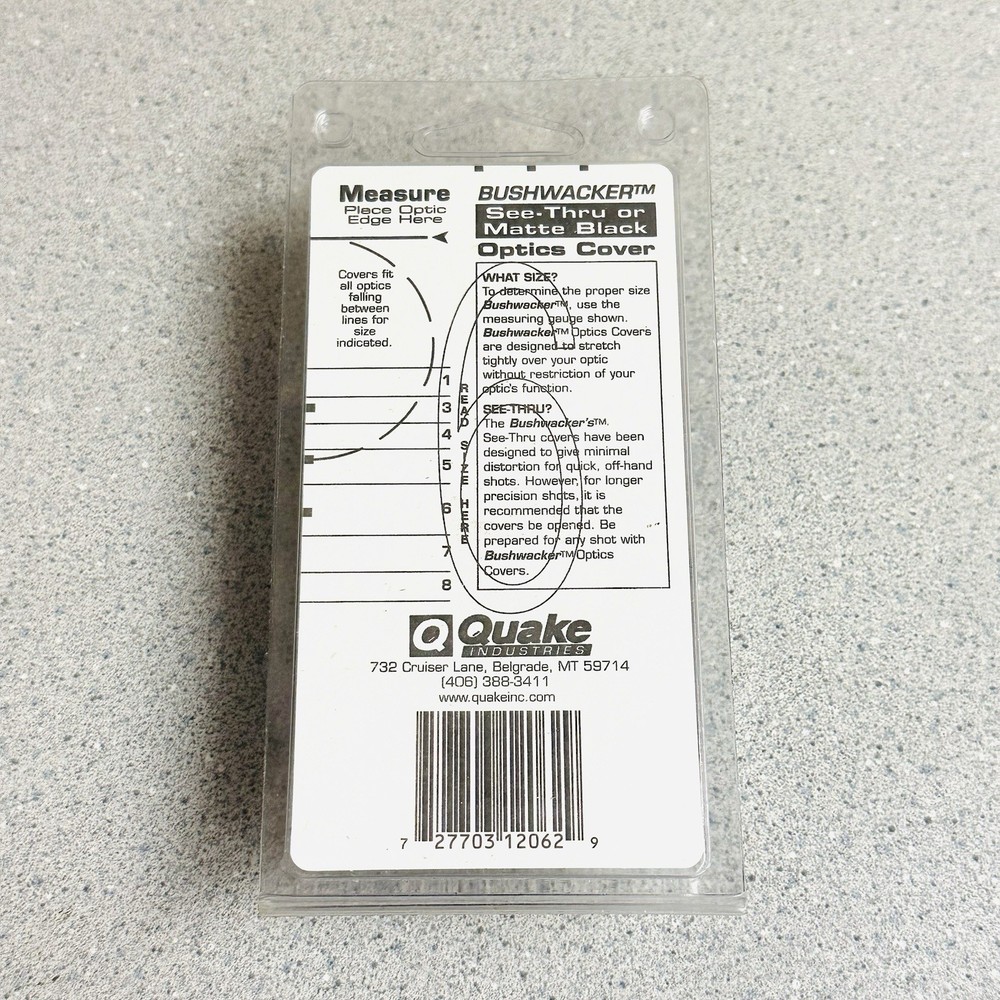 Measure
Place Optic
Edge Here
Covers fit
all optics
falling
between
lines for
size
indicated.
1
3
4
5
6
7
8
READ SIZE HERE
BUSHWACKER™
See-Thru or
Matte Black
Optics Cover
WHAT SIZE?
To determine the proper size
Bushwacker™, use the
measuring gauge shown.
Bushwacker™ Optics Covers
are designed to stretch
tightly over your optic
without restriction of your
optic's function.
SEE-THRU?
The Bushwacker's™.
See-Thru covers have been
designed to give minimal
distortion for quick, off-hand
shots. However, for longer
precision shots, it is
recommended that the
covers be opened. Be
prepared for any shot with
Bushwacker™ Optics
Covers.
Q Quake
INDUSTRIES
732 Cruiser Lane, Belgrade, MT 59714
(406) 388-3411
www.quakeinc.com
7 27703 12062 9